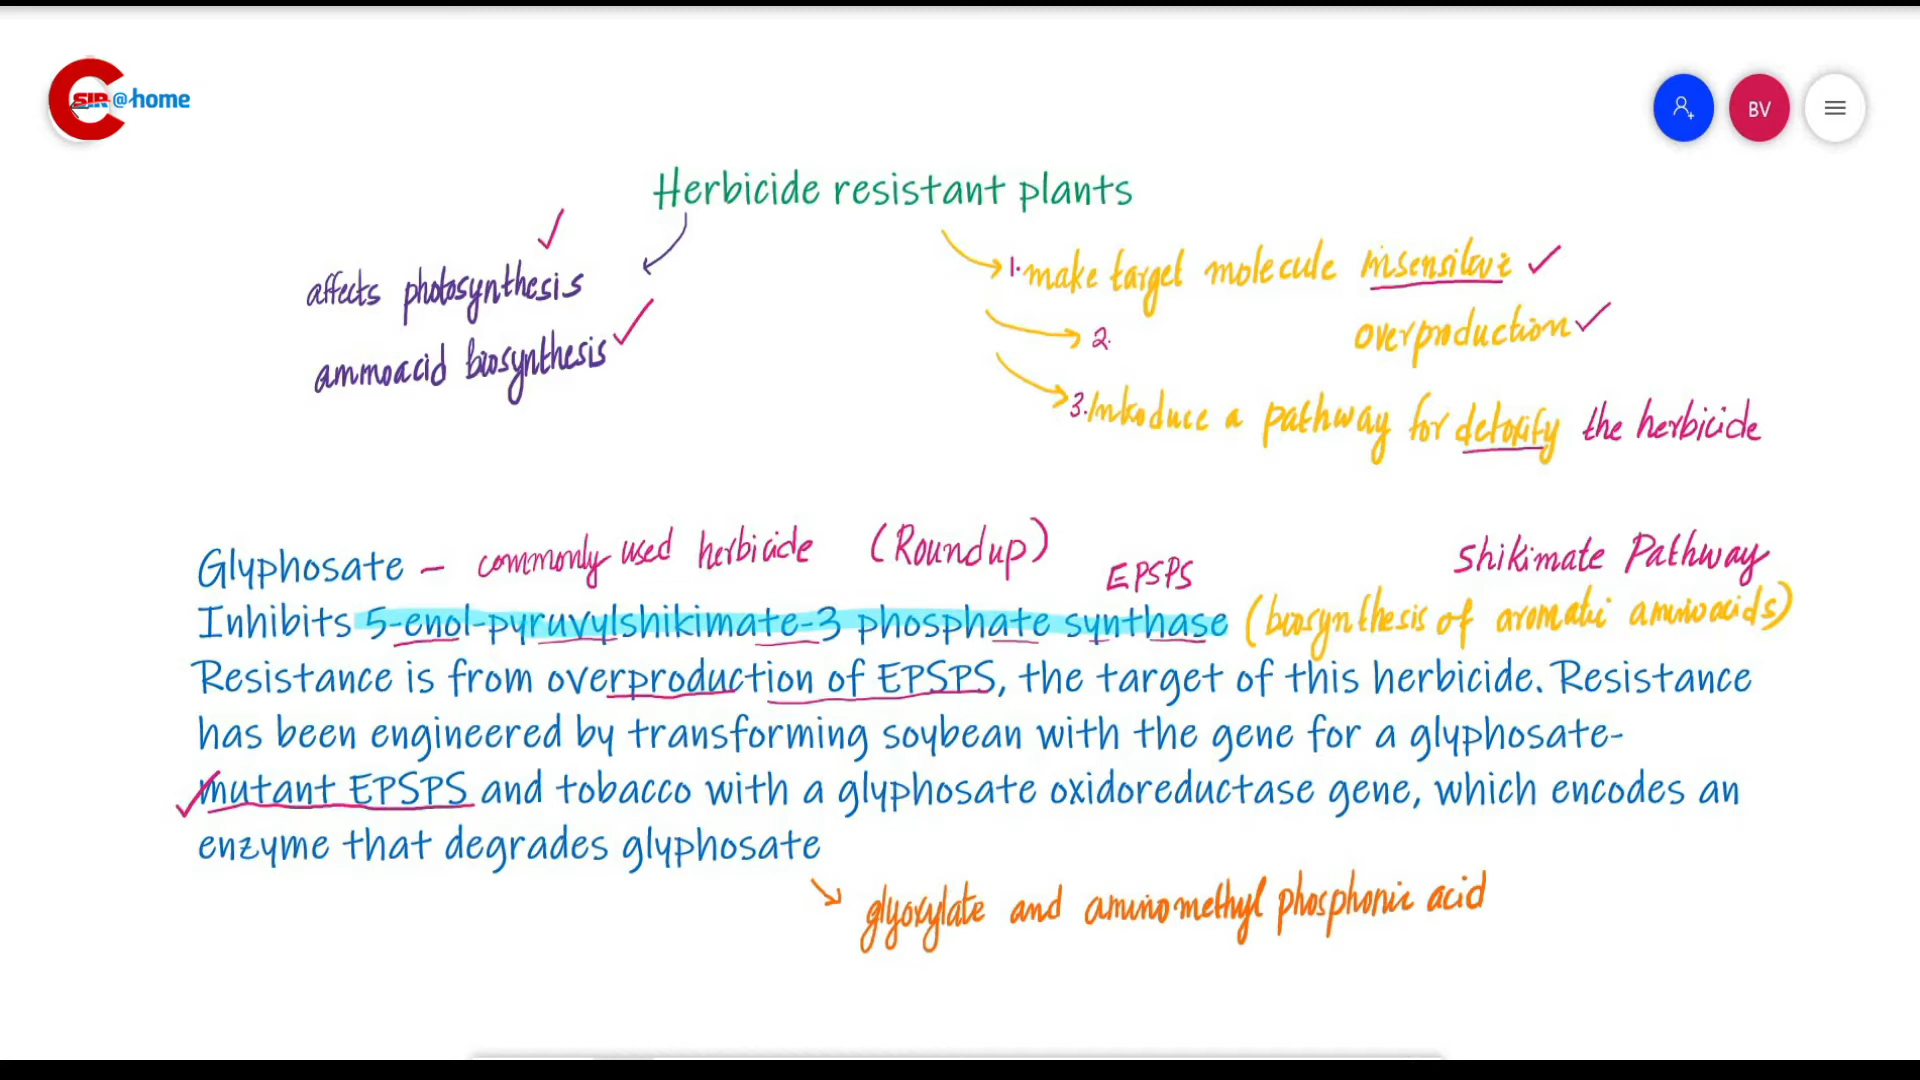 CSIR@home
BV
Herbicide resistant plants
affects photosynthesis
aminoacid biosynthesis
1. make target molecule insensitive
2. overproduction
3. Introduce a pathway for detoxify the herbicide
Glyphosate – commonly used herbicide (Roundup)
EPSPS Shikimate Pathway
Inhibits 5-enol-pyruvylshikimate-3 phosphate synthase (biosynthesis of aromatic aminoacids)
Resistance is from overproduction of EPSPS, the target of this herbicide. Resistance
has been engineered by transforming soybean with the gene for a glyphosate-
mutant EPSPS and tobacco with a glyphosate oxidoreductase gene, which encodes an
enzyme that degrades glyphosate
glyoxylate and aminomethyl phosphonic acid